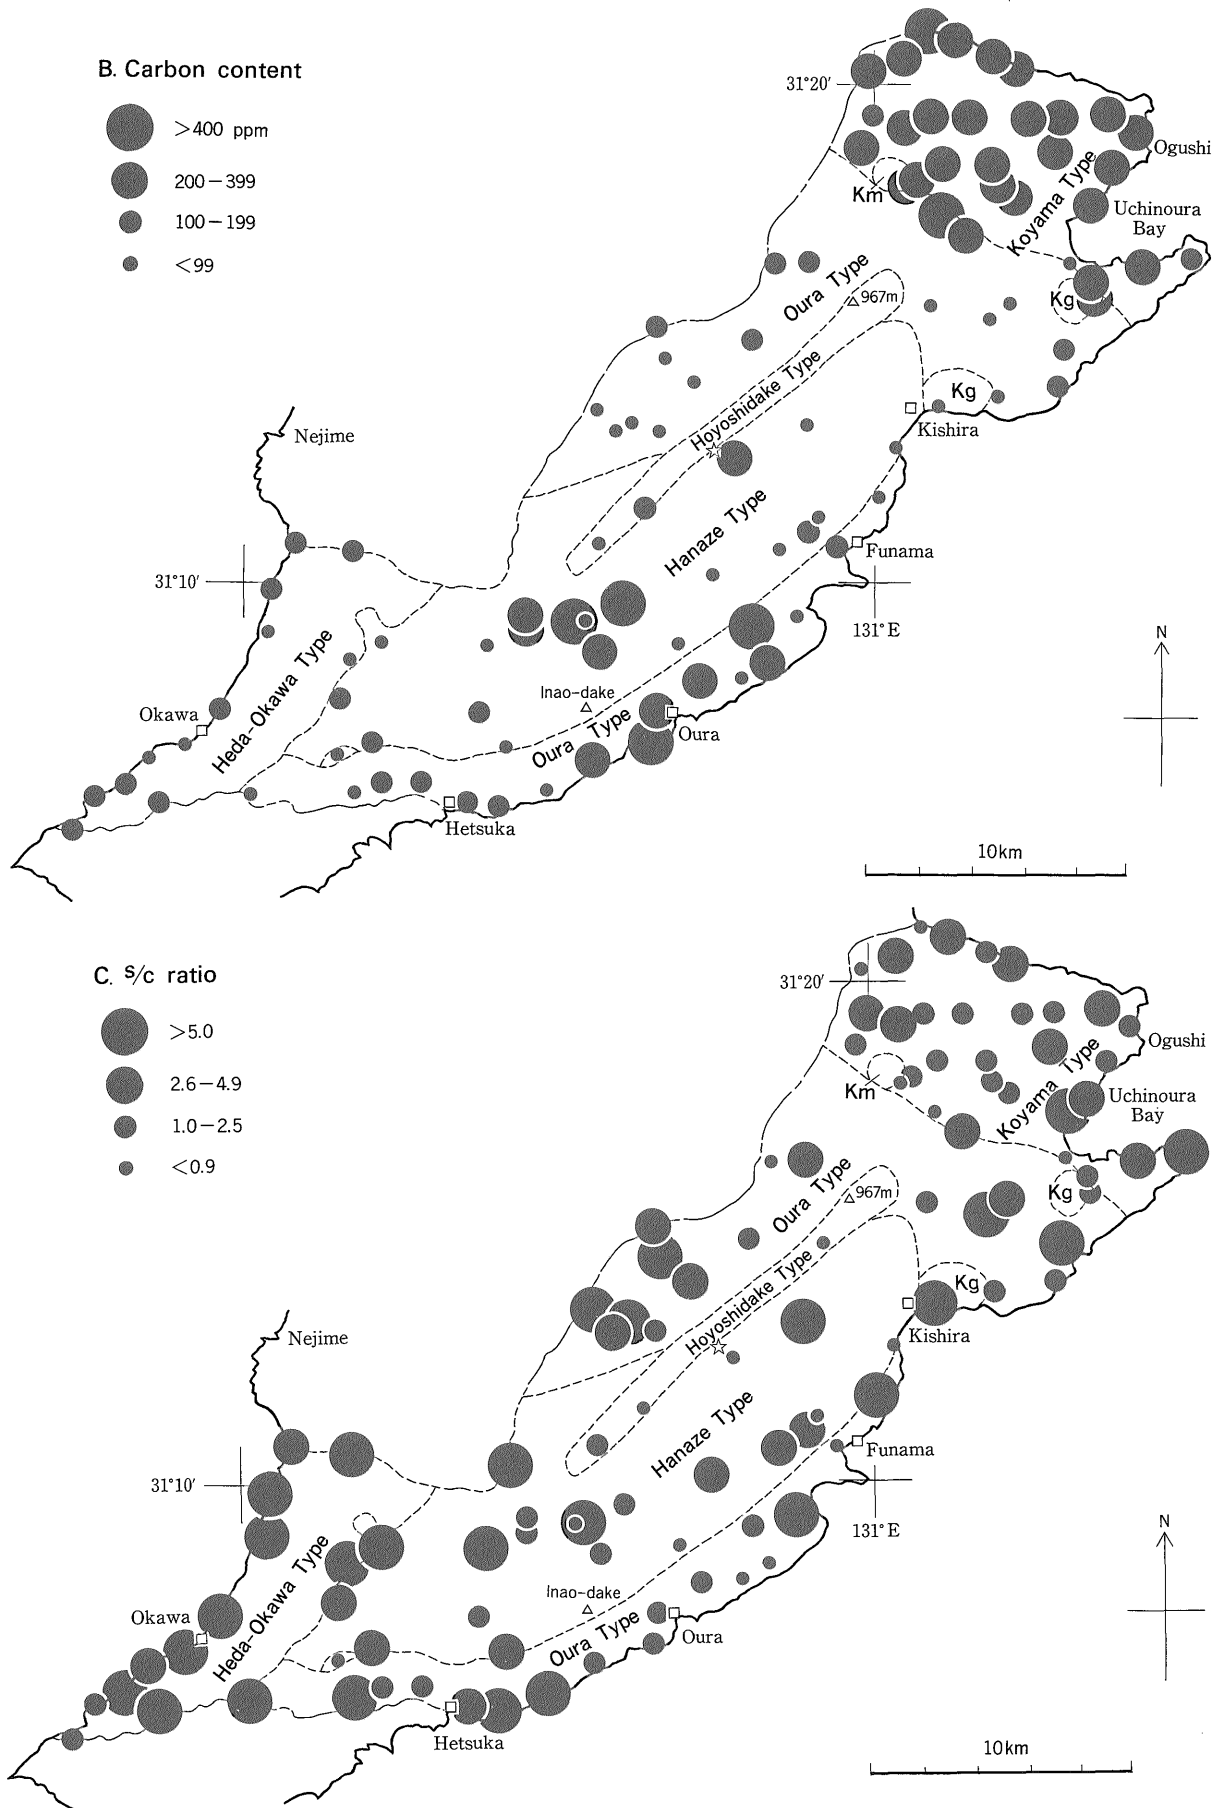 B. Carbon content
>400 ppm
200－399
100－199
<99
31°20′
Ogushi
Km
Koyama Type
Uchinoura
Bay
Oura Type
967m
Kg
Hoyoshidake Type
Kg
Kishira
Nejime
Hanaze Type
Funama
31°10′
131°E
N
Heda-Okawa Type
Inao-dake
Okawa
Oura Type
Oura
Hetsuka
10km
C. S/C ratio
>5.0
2.6－4.9
1.0－2.5
<0.9
31°20′
Ogushi
Km
Koyama Type
Uchinoura
Bay
Oura Type
967m
Kg
Hoyoshidake Type
Kg
Kishira
Nejime
Hanaze Type
Funama
31°10′
131°E
N
Heda-Okawa Type
Inao-dake
Okawa
Oura Type
Oura
Hetsuka
10km